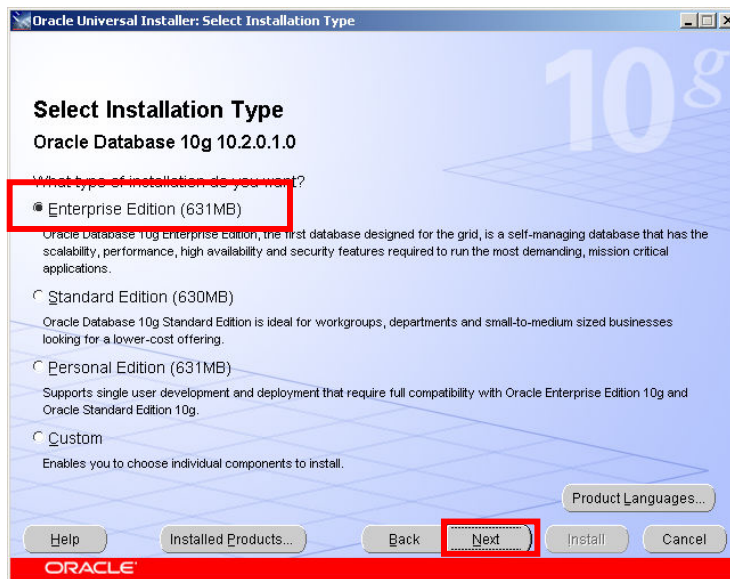 Oracle Universal Installer: Select Installation Type
10g
Select Installation Type
Oracle Database 10g 10.2.0.1.0
What type of installation do you want?
Enterprise Edition (631MB)
Oracle Database 10g Enterprise Edition, the first database designed for the grid, is a self-managing database that has the
scalability, performance, high availability and security features required to run the most demanding, mission critical
applications.
Standard Edition (630MB)
Oracle Database 10g Standard Edition is ideal for workgroups, departments and small-to-medium sized businesses
looking for a lower-cost offering.
Personal Edition (631MB)
Supports single user development and deployment that require full compatibility with Oracle Enterprise Edition 10g and
Oracle Standard Edition 10g.
Custom
Enables you to choose individual components to install.
Product Languages...
Help Installed Products... Back Next Install Cancel
ORACLE